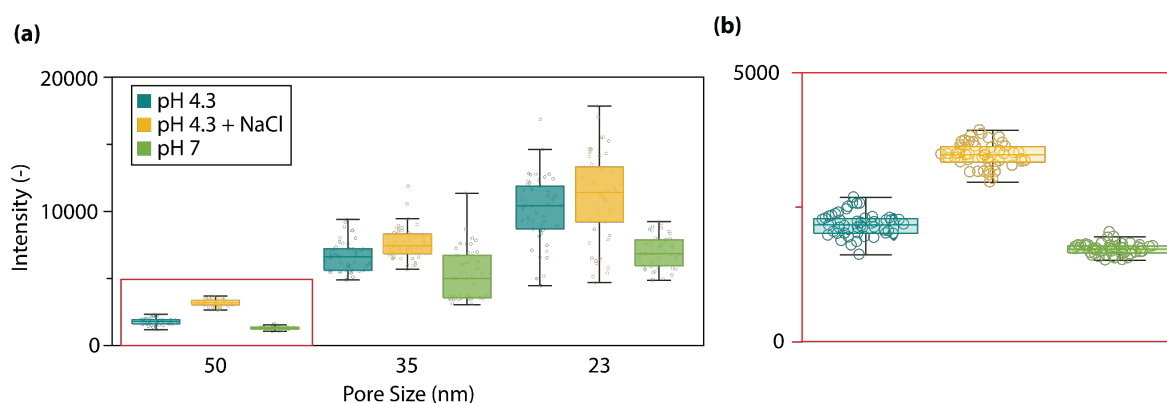 (a)
20000
10000
0
Intensity (-)
pH 4.3
pH 4.3 + NaCl
pH 7
50
35
23
Pore Size (nm)
(b)
5000
0